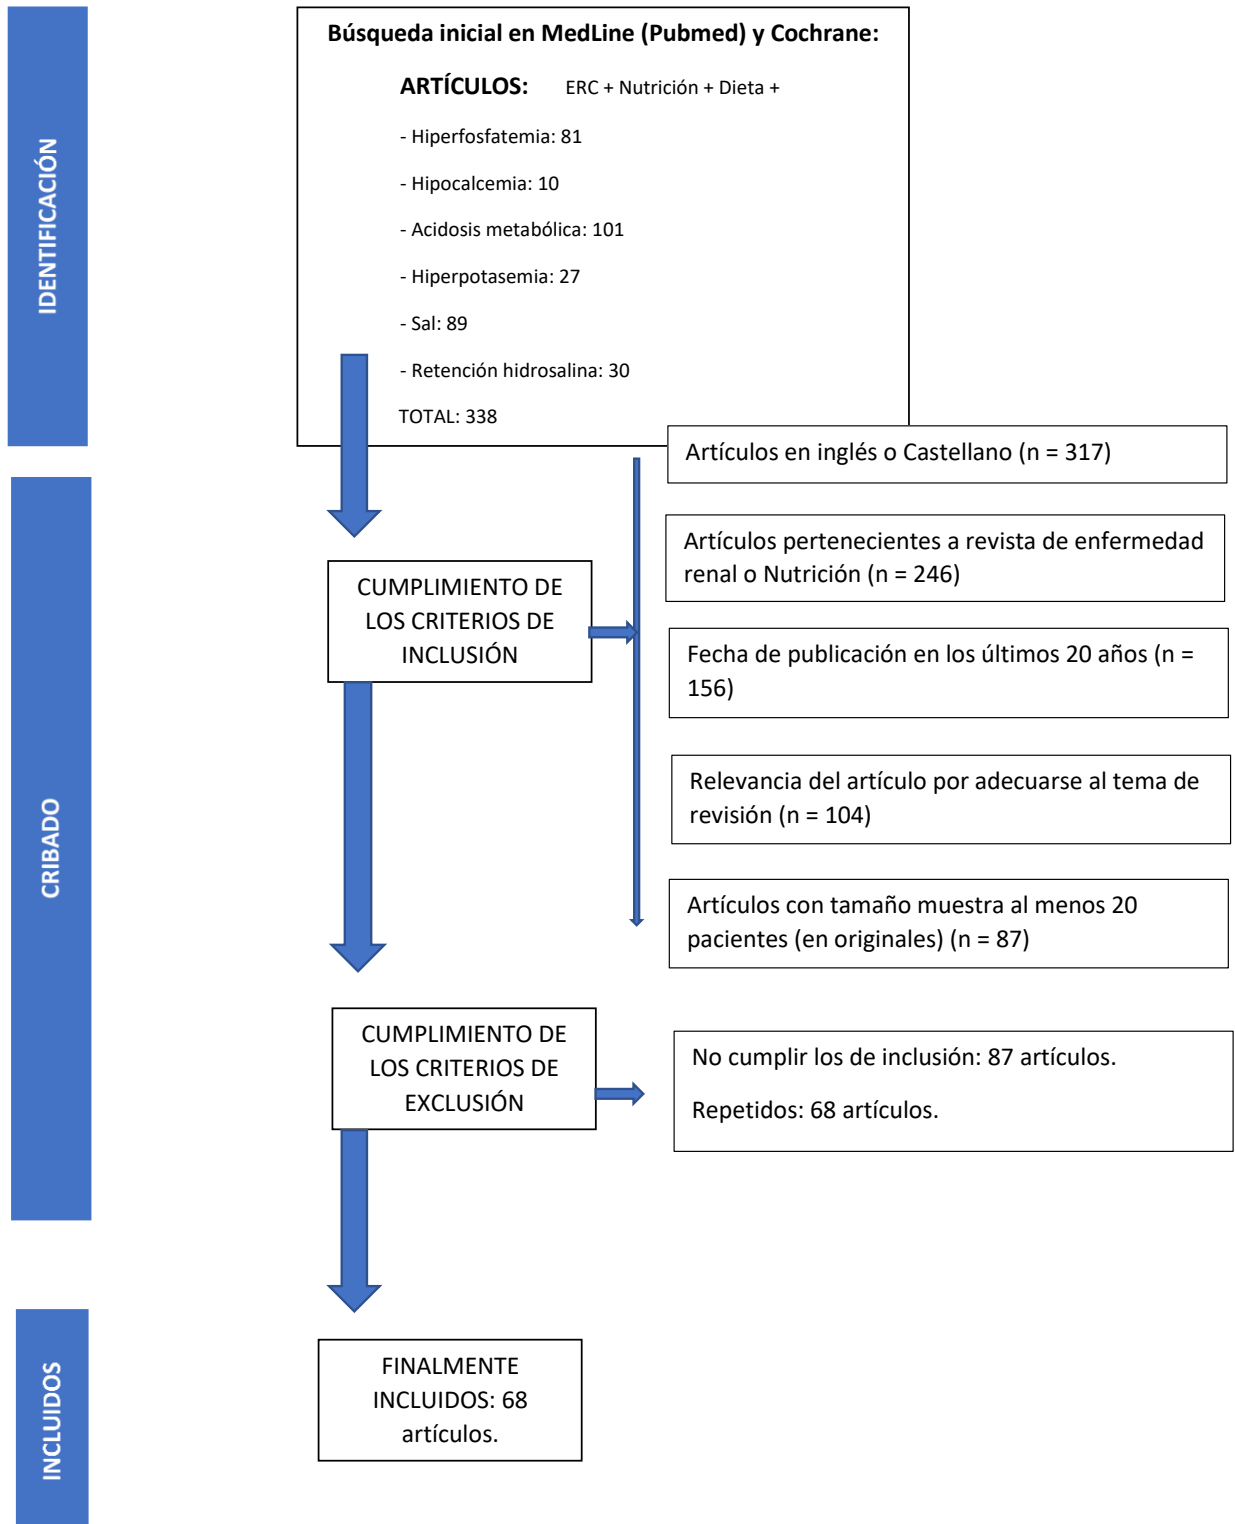 IDENTIFICACIÓN
Búsqueda inicial en MedLine (Pubmed) y Cochrane:
ARTÍCULOS: ERC + Nutrición + Dieta +
- Hiperfosfatemia: 81
- Hipocalcemia: 10
- Acidosis metabólica: 101
- Hiperpotasemia: 27
- Sal: 89
- Retención hidrosalina: 30
TOTAL: 338
CRIBADO
Artículos en inglés o Castellano (n = 317)
Artículos pertenecientes a revista de enfermedad
renal o Nutrición (n = 246)
CUMPLIMIENTO DE
LOS CRITERIOS DE
INCLUSIÓN
Fecha de publicación en los últimos 20 años (n =
156)
Relevancia del artículo por adecuarse al tema de
revisión (n = 104)
Artículos con tamaño muestra al menos 20
pacientes (en originales) (n = 87)
CUMPLIMIENTO DE
LOS CRITERIOS DE
EXCLUSIÓN
No cumplir los de inclusión: 87 artículos.
Repetidos: 68 artículos.
INCLUIDOS
FINALMENTE
INCLUIDOS: 68
artículos.